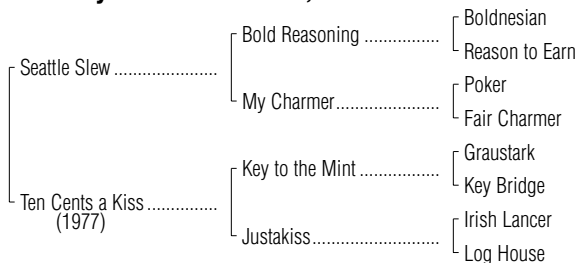 Boldnesian
Bold Reasoning ..................
Reason to Earn
Seattle Slew ........................
Poker
My Charmer........................
Fair Charmer
Graustark
Key to the Mint ...................
Key Bridge
Ten Cents a Kiss ................
(1977)
Irish Lancer
Justakiss.............................
Log House